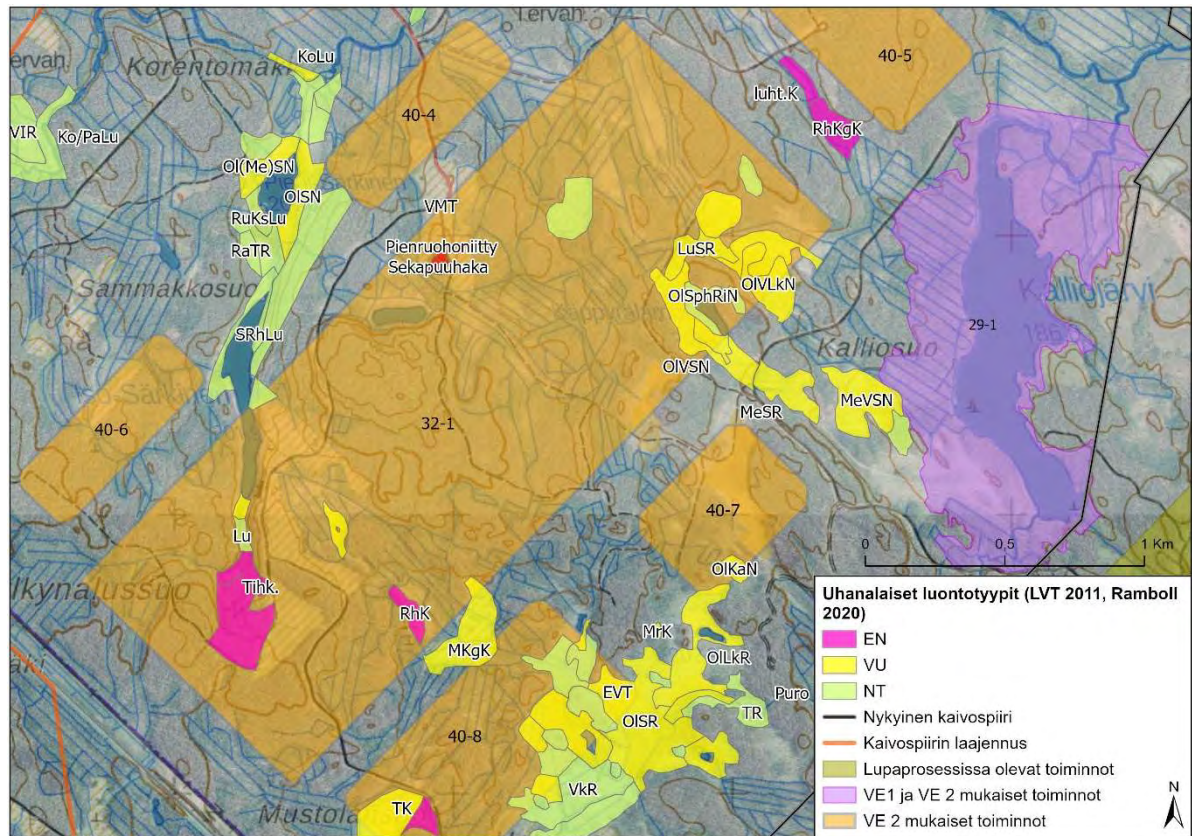 Tervah.
KoLu
Korentomäki
40-4
40-5
luht.K
RhKgK
VIR
Ko/PaLu
Ol(Me)SN
OlSN
RuKsLu
RaTR
VMT
Pienruohoniitty
Sekapuuhaka
Sammakkosuo
LuSR
OlVLkN
OlSphRiN
Kalliojärvi
SRhLu
OlVSN
Kalliosuo
29-1
MeSR
MeVSN
40-6
32-1
40-7
Lu
OlKaN
0
0,5
1 Km
Tihk.
RhK
MKgK
MrK
OlLkR
Puro
EVT
TR
OlSR
40-8
VkR
TK
Uhanalaiset luontotyypit (LVT 2011, Ramboll
2020)
EN
VU
NT
Nykyinen kaivospiiri
Kaivospiirin laajennus
Lupaprosessissa olevat toiminnot
VE1 ja VE 2 mukaiset toiminnot
VE 2 mukaiset toiminnot
N